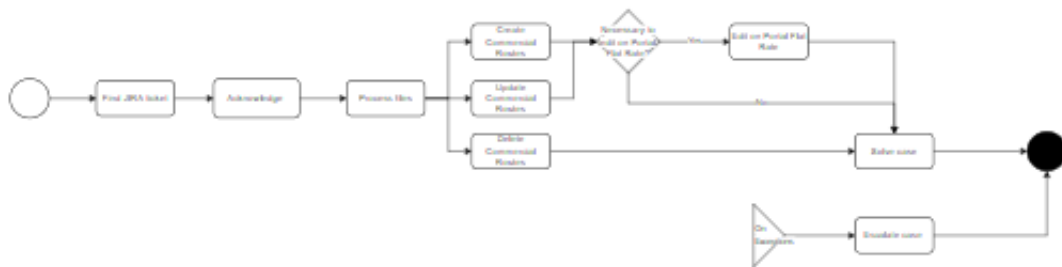 Create
Commercial
Routes
Necessary to
edit on Portal
Flat Rate?
Yes
Edit on Portal Flat
Rate
Find JIRA ticket
Acknowledge
Process files
Update
Commercial
Routes
No
Delete
Commercial
Routes
Solve case
On
Exception
Escalate case